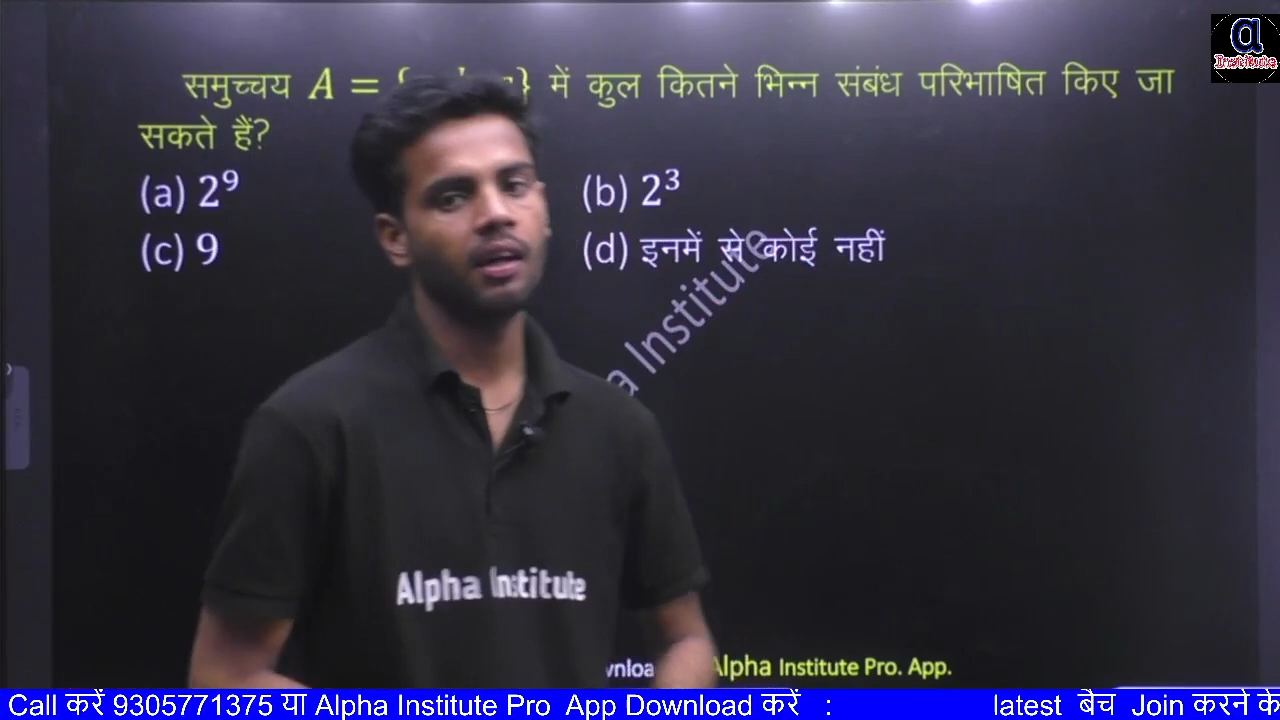 α
Institute
समुच्चय A = { } में कुल कितने भिन्न संबंध परिभाषित किए जा
सकते हैं?
(a) 2⁹
(b) 2³
(c) 9
(d) इनमें से कोई नहीं
Institute
Alpha Institute
Alpha Institute Pro. App.
Call करें 9305771375 या Alpha Institute Pro App Download करें : latest बैच Join करने के